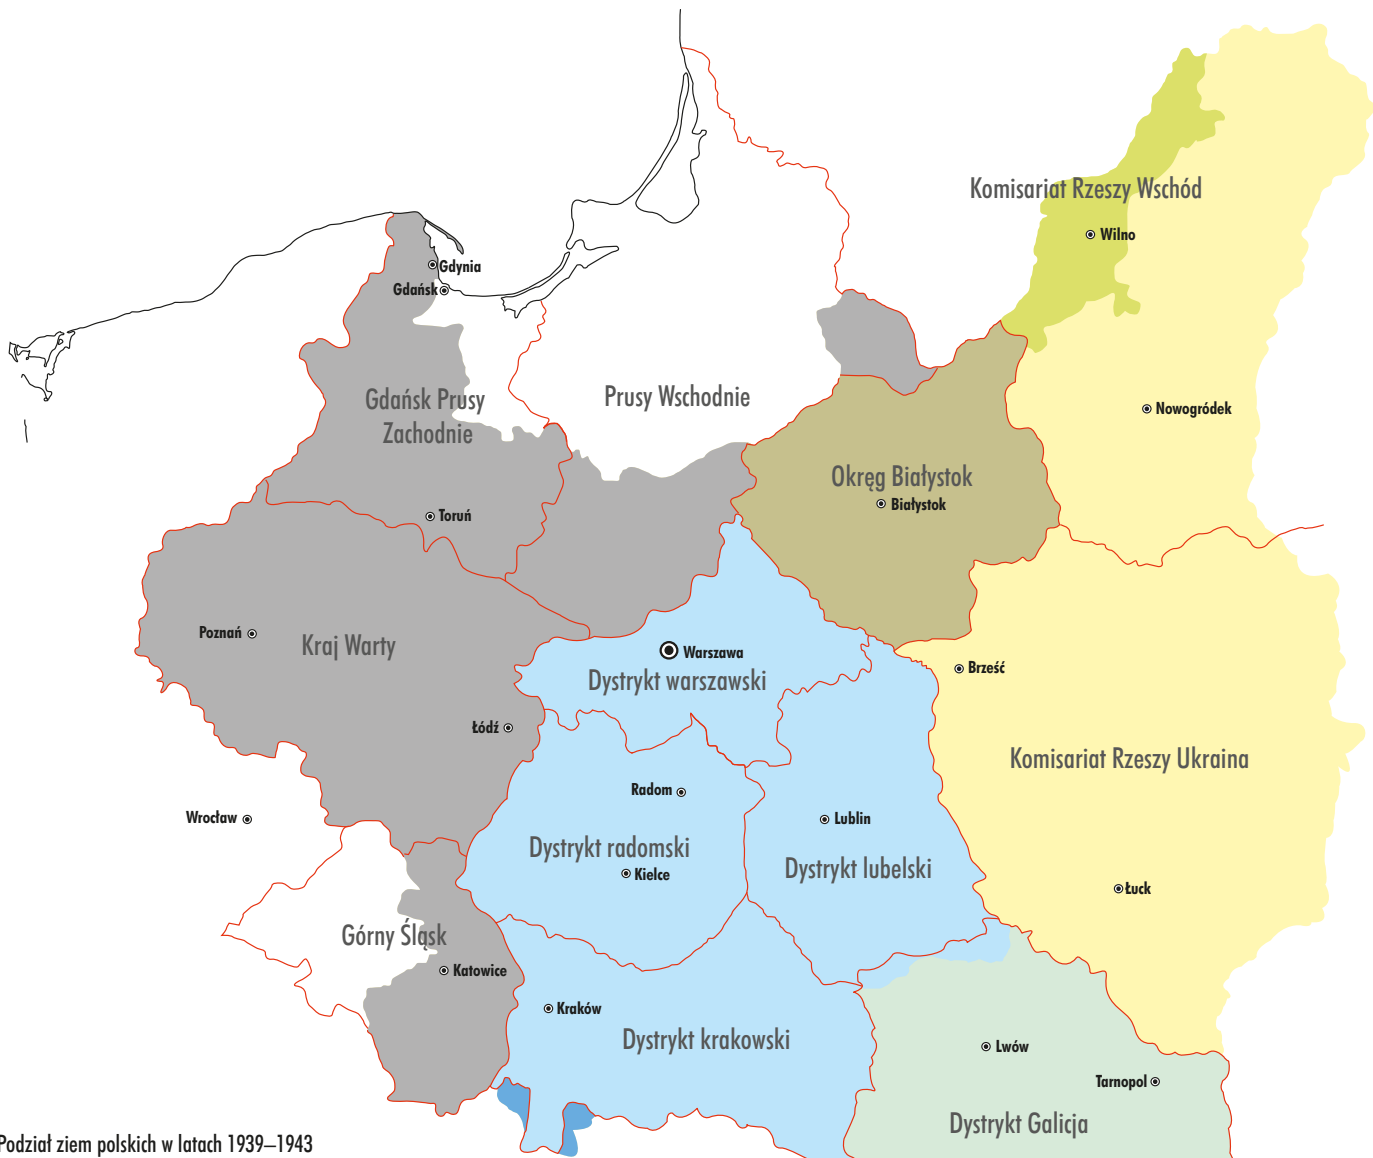 Komisariat Rzeszy Wschód
Wilno
Gdynia
Gdańsk
Gdańsk Prusy
Zachodnie
Prusy Wschodnie
Nowogródek
Okręg Białystok
Białystok
Toruń
Poznań
Kraj Warty
Warszawa
Dystrykt warszawski
Brześć
Łódź
Komisariat Rzeszy Ukraina
Radom
Wrocław
Lublin
Dystrykt radomski
Kielce
Dystrykt lubelski
Łuck
Górny Śląsk
Katowice
Kraków
Dystrykt krakowski
Lwów
Tarnopol
Dystrykt Galicja
Podział ziem polskich w latach 1939–1943